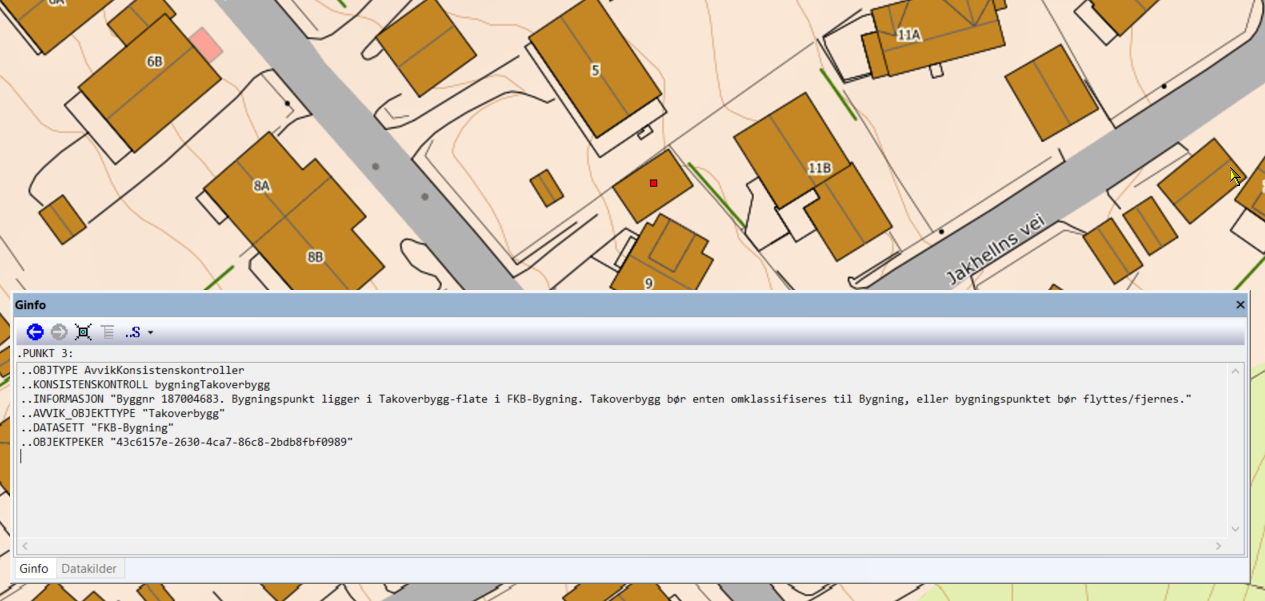 6B
5
11A
11B
8A
8B
9
Jakhellns vei
Ginfo
..S
.PUNKT 3:
..OBJTYPE AvvikKonsistenskontroller
..KONSISTENSKONTROLL bygningTakoverbygg
..INFORMASJON "Byggnr 187004683. Bygningspunkt ligger i Takoverbygg-flate i FKB-Bygning. Takoverbygg bør enten omklassifiseres til Bygning, eller bygningspunktet bør flyttes/fjernes."
..AVVIK_OBJEKTTYPE "Takoverbygg"
..DATASETT "FKB-Bygning"
..OBJEKTPEKER "43c6157e-2630-4ca7-86c8-2bdb8fbf0989"
Ginfo
Datakilder